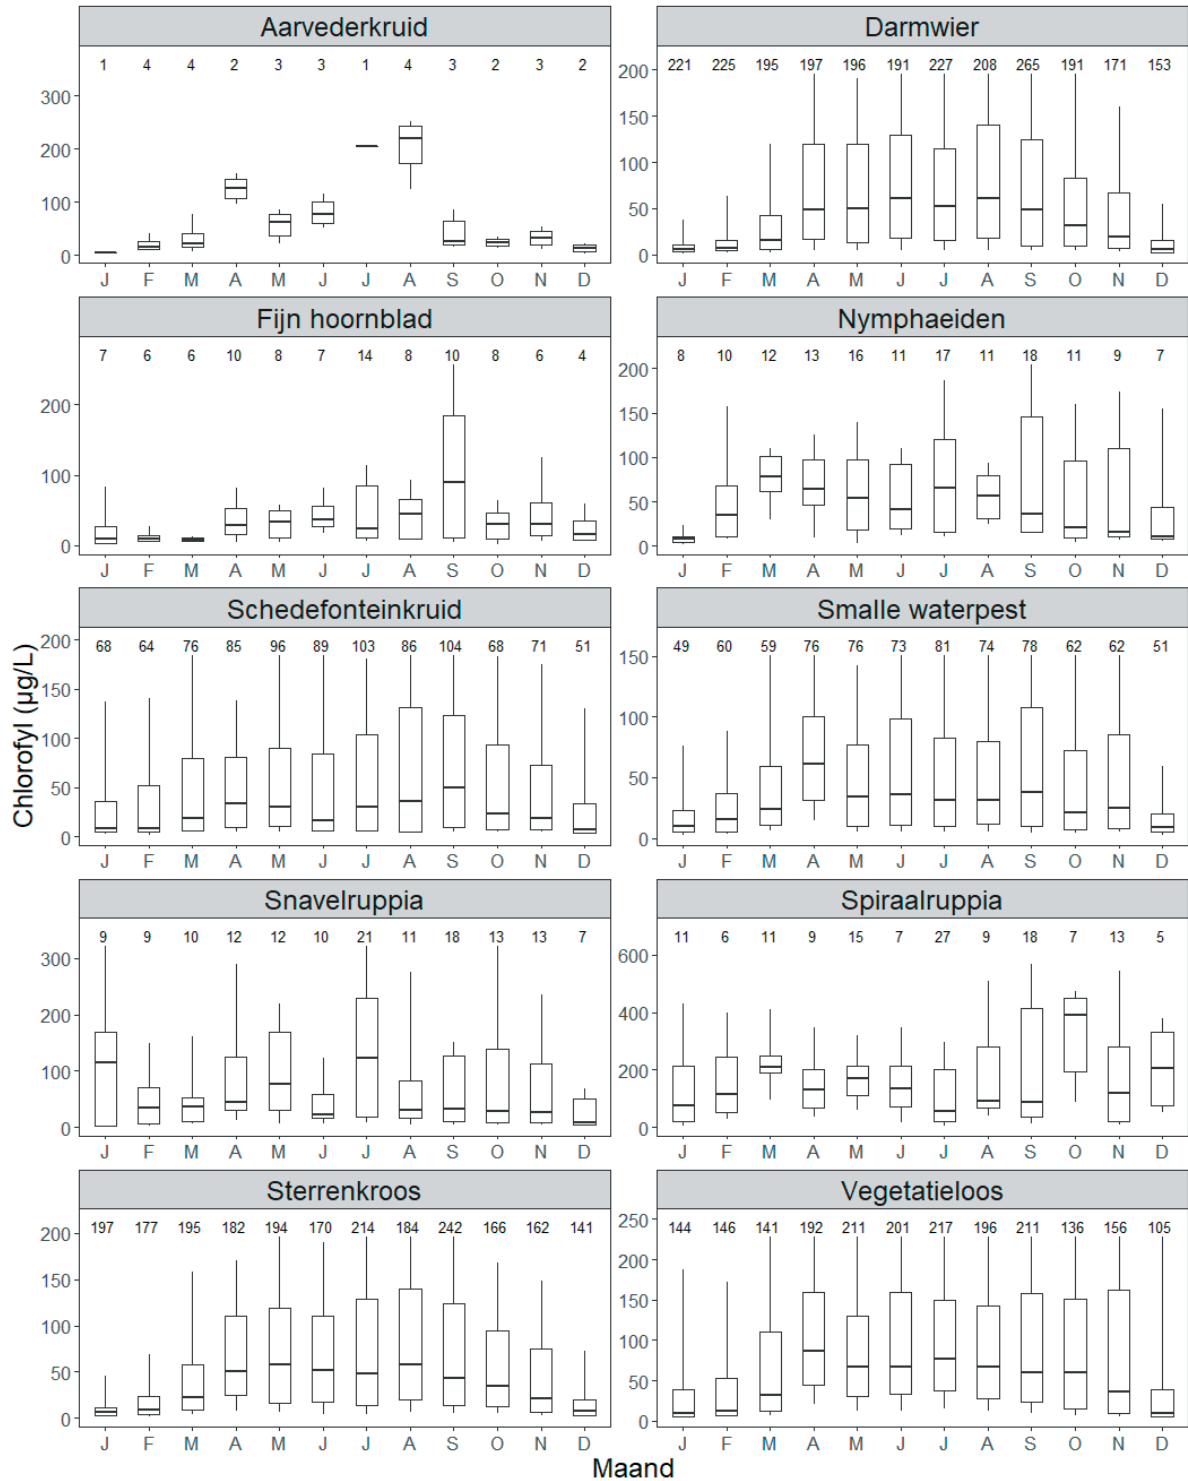 Aarvederkruid
1 4 4 2 3 3 1 4 3 2 3 2
300
200
100
0
J F M A M J J A S O N D
Darmwier
221 225 195 197 196 191 227 208 265 191 171 153
200
150
100
50
0
J F M A M J J A S O N D
Fijn hoornblad
7 6 6 10 8 7 14 8 10 8 6 4
200
100
0
J F M A M J J A S O N D
Nymphaeiden
8 10 12 13 16 11 17 11 18 11 9 7
200
150
100
50
0
J F M A M J J A S O N D
Chlorofyl (µg/L)
Schedefonteinkruid
68 64 76 85 96 89 103 86 104 68 71 51
200
150
100
50
0
J F M A M J J A S O N D
Smalle waterpest
49 60 59 76 76 73 81 74 78 62 62 51
150
100
50
0
J F M A M J J A S O N D
Snavelruppia
9 9 10 12 12 10 21 11 18 13 13 7
300
200
100
0
J F M A M J J A S O N D
Spiraalruppia
11 6 11 9 15 7 27 9 18 7 13 5
600
400
200
0
J F M A M J J A S O N D
Sterrenkroos
197 177 195 182 194 170 214 184 242 166 162 141
200
150
100
50
0
J F M A M J J A S O N D
Vegetatieloos
144 146 141 192 211 201 217 196 211 136 156 105
250
200
150
100
50
0
J F M A M J J A S O N D
Maand